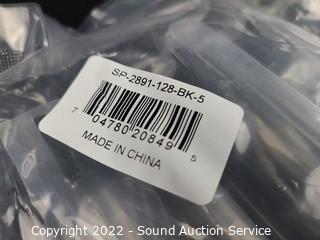 SP-2891-128-BK-5
7 04780 20849 5
MADE IN CHINA
Copyright 2022 - Sound Auction Service